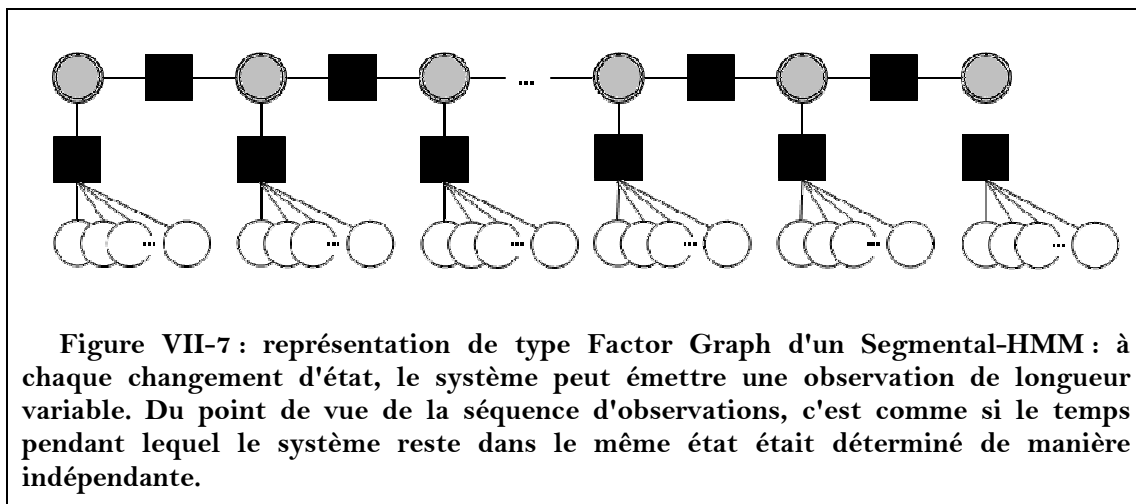 Figure VII-7 : représentation de type Factor Graph d'un Segmental-HMM : à
chaque changement d'état, le système peut émettre une observation de longueur
variable. Du point de vue de la séquence d'observations, c'est comme si le temps
pendant lequel le système reste dans le même état était déterminé de manière
indépendante.